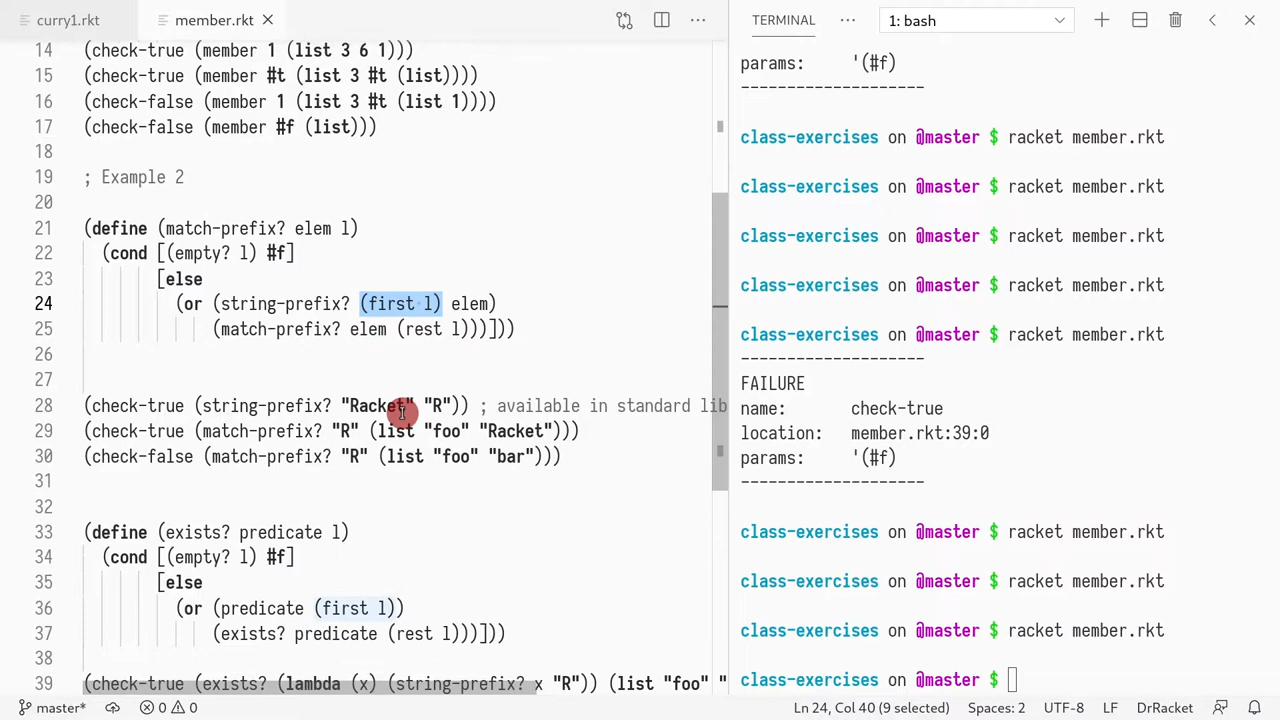 curry1.rkt
member.rkt
14 (check-true (member 1 (list 3 6 1)))
15 (check-true (member #t (list 3 #t (list))))
16 (check-false (member 1 (list 3 #t (list 1))))
17 (check-false (member #f (list)))
18
19 ; Example 2
20
21 (define (match-prefix? elem l)
22 (cond [(empty? l) #f]
23 [else
24 (or (string-prefix? (first l) elem)
25 (match-prefix? elem (rest l)))]))
26
27
28 (check-true (string-prefix? "Racket" "R")) ; available in standard lib
29 (check-true (match-prefix? "R" (list "foo" "Racket")))
30 (check-false (match-prefix? "R" (list "foo" "bar")))
31
32
33 (define (exists? predicate l)
34 (cond [(empty? l) #f]
35 [else
36 (or (predicate (first l))
37 (exists? predicate (rest l)))]))
38
39 (check-true (exists? (lambda (x) (string-prefix? x "R")) (list "foo" "
TERMINAL
1: bash
params: '(#f)
--------------------
class-exercises on @master $ racket member.rkt
class-exercises on @master $ racket member.rkt
class-exercises on @master $ racket member.rkt
class-exercises on @master $ racket member.rkt
class-exercises on @master $ racket member.rkt
--------------------
FAILURE
name: check-true
location: member.rkt:39:0
params: '(#f)
--------------------
class-exercises on @master $ racket member.rkt
class-exercises on @master $ racket member.rkt
class-exercises on @master $ racket member.rkt
class-exercises on @master $
master* 0 0 Ln 24, Col 40 (9 selected) Spaces: 2 UTF-8 LF DrRacket